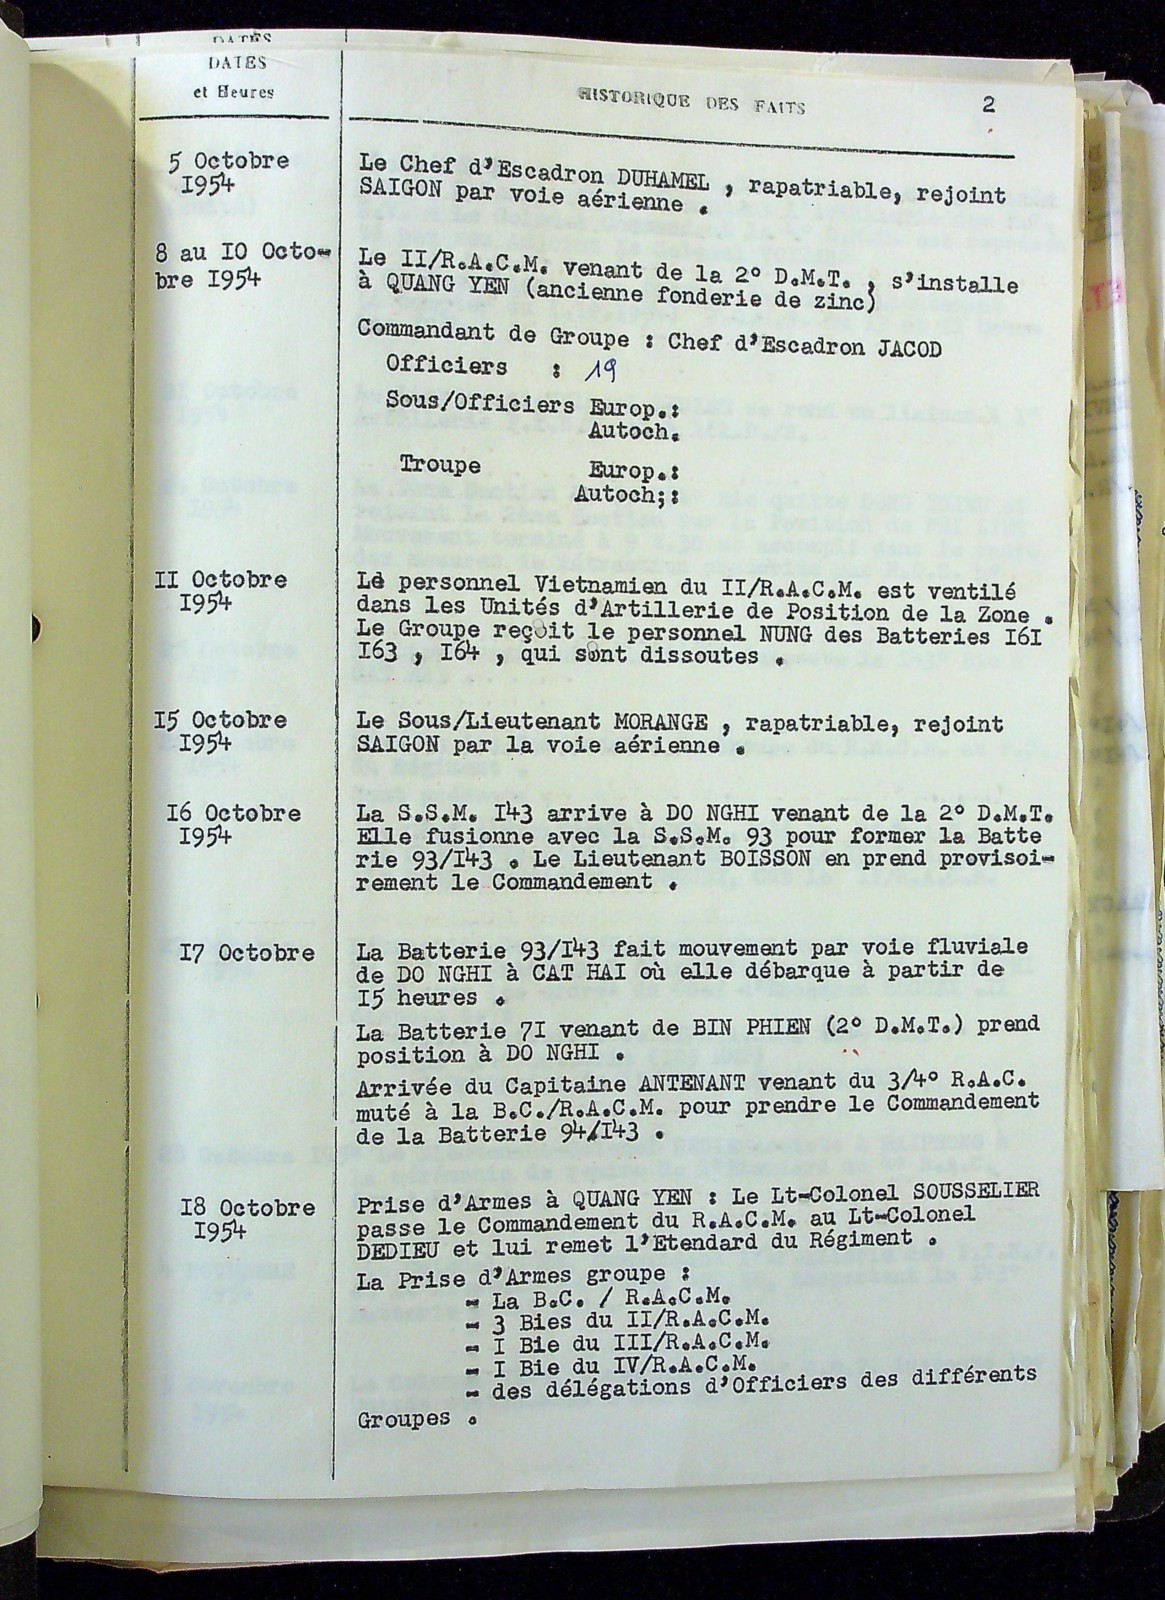 DATES
DATES
et Heures
HISTORIQUE DES FAITS
2
5 Octobre
1954
Le Chef d'Escadron DUHAMEL , rapatriable, rejoint
SAIGON par voie aérienne .
8 au IO Octo-
bre 1954
Le II/R.A.C.M. venant de la 2° D.M.T. , s'installe
à QUANG YEN (ancienne fonderie de zinc)
Commandant de Groupe : Chef d'Escadron JACOD
Officiers : 19
Sous/Officiers Europ.:
Autoch.
Troupe Europ.:
Autoch;:
II Octobre
1954
Le personnel Vietnamien du II/R.A.C.M. est ventilé
dans les Unités d'Artillerie de Position de la Zone .
Le Groupe reçoit le personnel NUNG des Batteries I6I
I63 , I64 , qui sont dissoutes .
I5 Octobre
1954
Le Sous/Lieutenant MORANGE , rapatriable, rejoint
SAIGON par la voie aérienne .
I6 Octobre
1954
La S.S.M. I43 arrive à DO NGHI venant de la 2° D.M.T.
Elle fusionne avec la S.S.M. 93 pour former la Batte
rie 93/I43 . Le Lieutenant BOISSON en prend provisoi-
rement le Commandement .
I7 Octobre
La Batterie 93/I43 fait mouvement par voie fluviale
de DO NGHI à CAT HAI où elle débarque à partir de
I5 heures .
La Batterie 7I venant de BIN PHIEN (2° D.M.T.) prend
position à DO NGHI .
Arrivée du Capitaine ANTENANT venant du 3/4° R.A.C.
muté à la B.C./R.A.C.M. pour prendre le Commandement
de la Batterie 94/I43 .
I8 Octobre
1954
Prise d'Armes à QUANG YEN : Le Lt-Colonel SOUSSELIER
passe le Commandement du R.A.C.M. au Lt-Colonel
DEDIEU et lui remet l'Etendard du Régiment .
La Prise d'Armes groupe :
- La B.C. / R.A.C.M.
- 3 Bies du II/R.A.C.M.
- I Bie du III/R.A.C.M.
- I Bie du IV/R.A.C.M.
- des délégations d'Officiers des différents
Groupes .